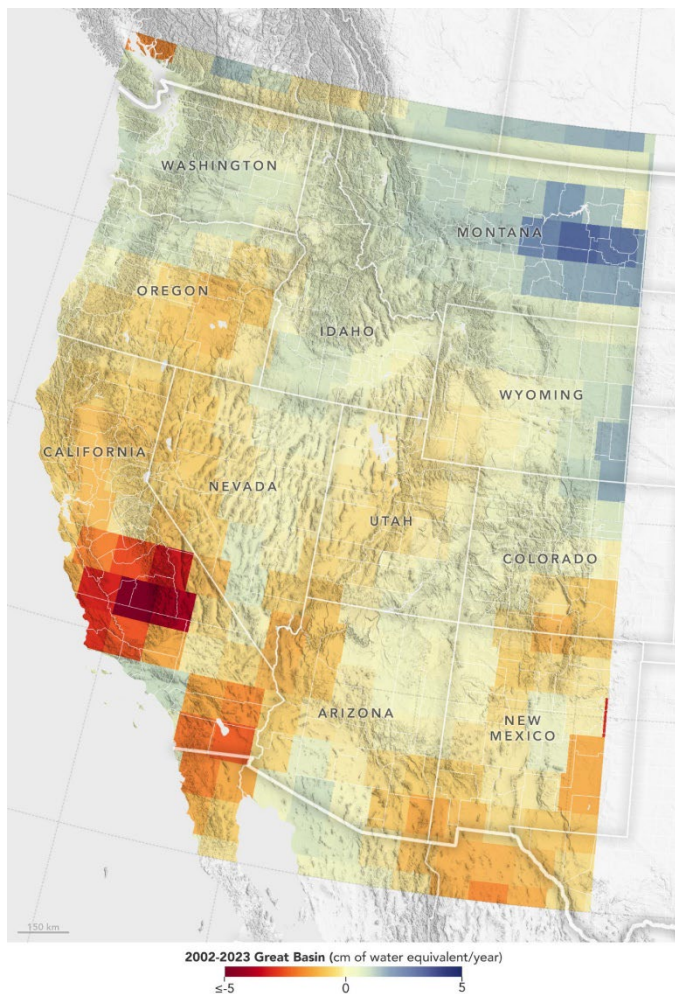 WASHINGTON
MONTANA
OREGON
IDAHO
WYOMING
CALIFORNIA
NEVADA
UTAH
COLORADO
ARIZONA
NEW
MEXICO
150 km
2002-2023 Great Basin (cm of water equivalent/year)
≤-5 0 5